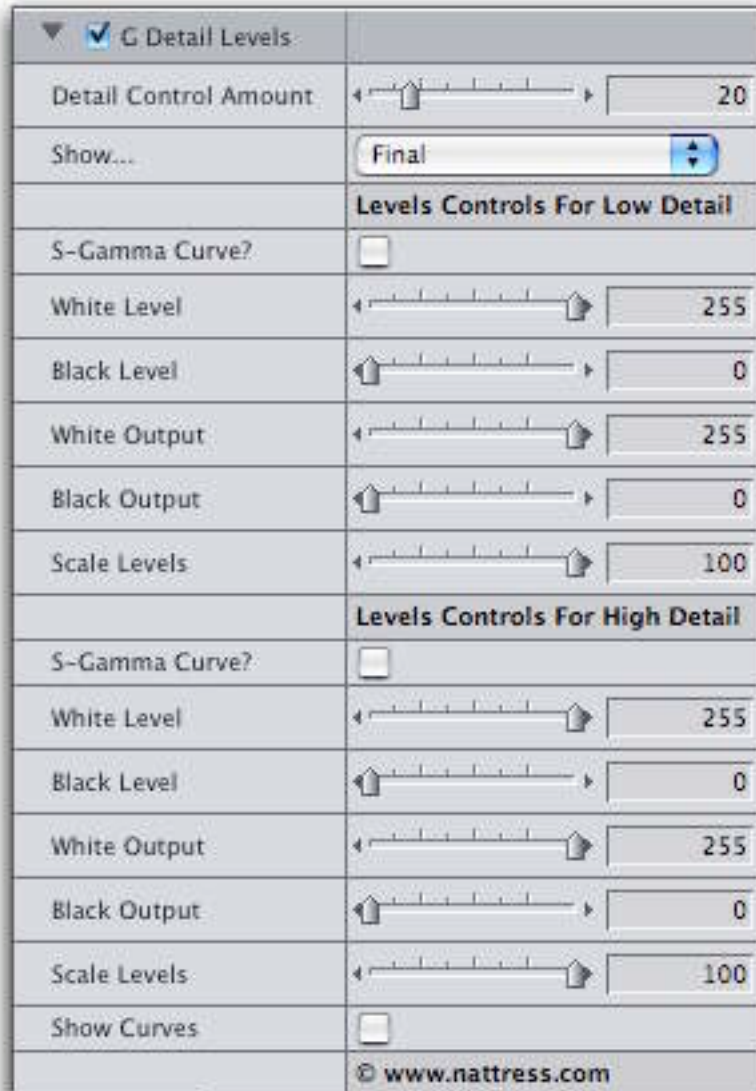 G Detail Levels
Detail Control Amount 20
Show... Final
Levels Controls For Low Detail
S-Gamma Curve?
White Level 255
Black Level 0
White Output 255
Black Output 0
Scale Levels 100
Levels Controls For High Detail
S-Gamma Curve?
White Level 255
Black Level 0
White Output 255
Black Output 0
Scale Levels 100
Show Curves
© www.nattress.com